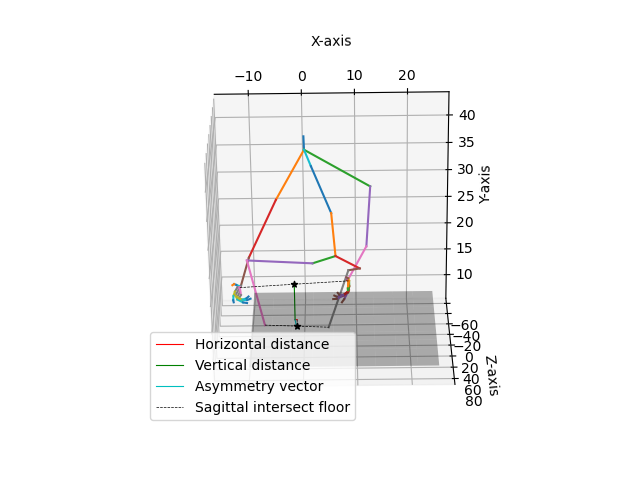 X-axis
−10 0 10 20
40
35
30
Y-axis
25
20
15
10
−60
−40
−20
0
20
40
60
80
Z-axis
Horizontal distance
Vertical distance
Asymmetry vector
Sagittal intersect floor